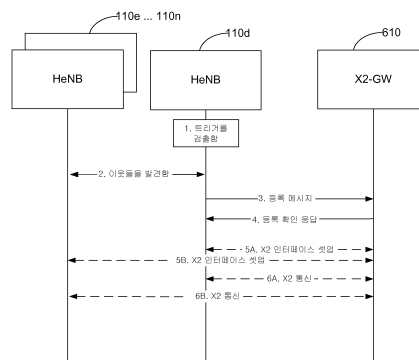 110e ... 110n
110d
610
HeNB
HeNB
X2-GW
1. 트리거를
검출함
2. 이웃들을 발견함
3. 등록 메시지
4. 등록 확인 응답
5A. X2 인터페이스 셋업
5B. X2 인터페이스 셋업
6A. X2 통신
6B. X2 통신